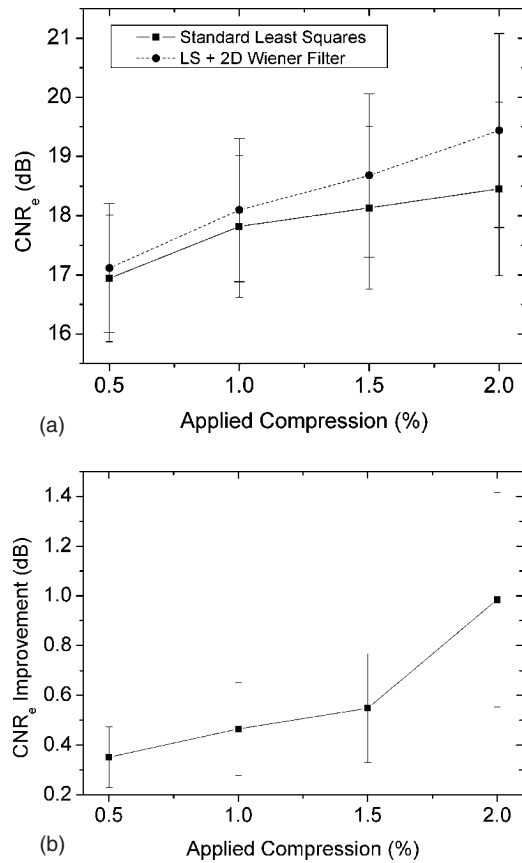 Standard Least Squares
LS + 2D Wiener Filter
21
20
19
18
17
16
CNRe (dB)
0.5 1.0 1.5 2.0
Applied Compression (%)
(a)
1.4
1.2
1.0
0.8
0.6
0.4
0.2
CNRe Improvement (dB)
0.5 1.0 1.5 2.0
Applied Compression (%)
(b)